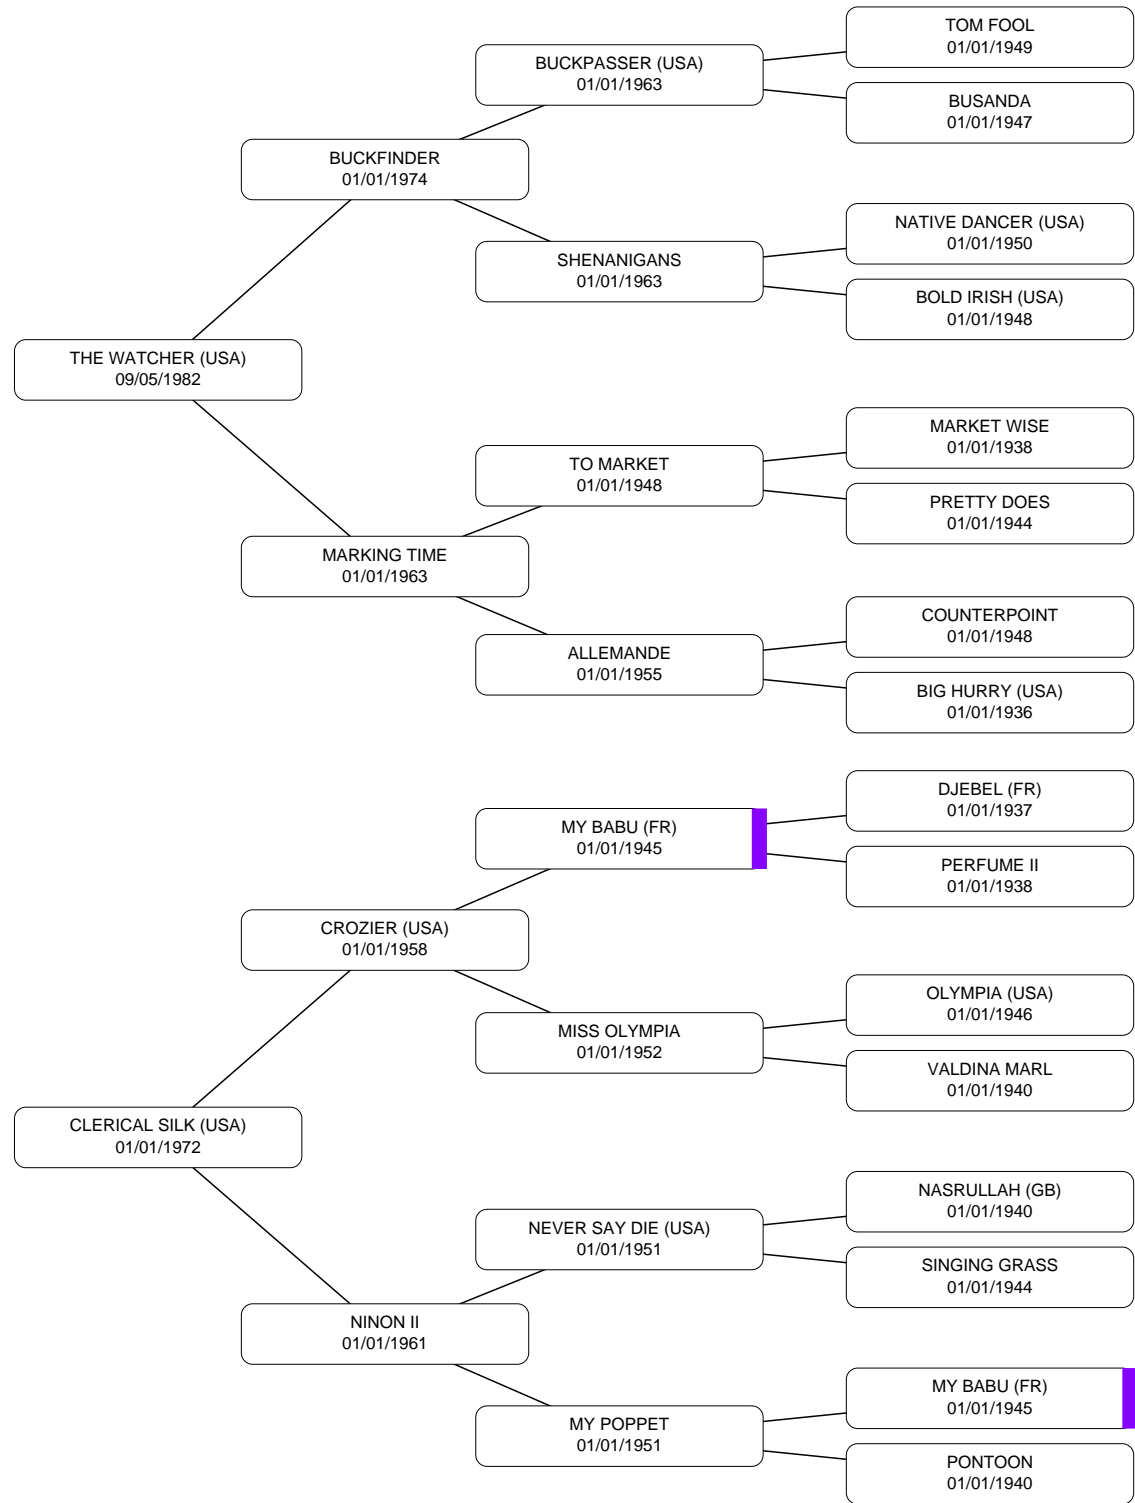 TOM FOOL
01/01/1949
BUCKPASSER (USA)
01/01/1963
BUSANDA
01/01/1947
BUCKFINDER
01/01/1974
NATIVE DANCER (USA)
01/01/1950
SHENANIGANS
01/01/1963
BOLD IRISH (USA)
01/01/1948
THE WATCHER (USA)
09/05/1982
MARKET WISE
01/01/1938
TO MARKET
01/01/1948
PRETTY DOES
01/01/1944
MARKING TIME
01/01/1963
COUNTERPOINT
01/01/1948
ALLEMANDE
01/01/1955
BIG HURRY (USA)
01/01/1936
DJEBEL (FR)
01/01/1937
MY BABU (FR)
01/01/1945
PERFUME II
01/01/1938
CROZIER (USA)
01/01/1958
OLYMPIA (USA)
01/01/1946
MISS OLYMPIA
01/01/1952
VALDINA MARL
01/01/1940
CLERICAL SILK (USA)
01/01/1972
NASRULLAH (GB)
01/01/1940
NEVER SAY DIE (USA)
01/01/1951
SINGING GRASS
01/01/1944
NINON II
01/01/1961
MY BABU (FR)
01/01/1945
MY POPPET
01/01/1951
PONTOON
01/01/1940